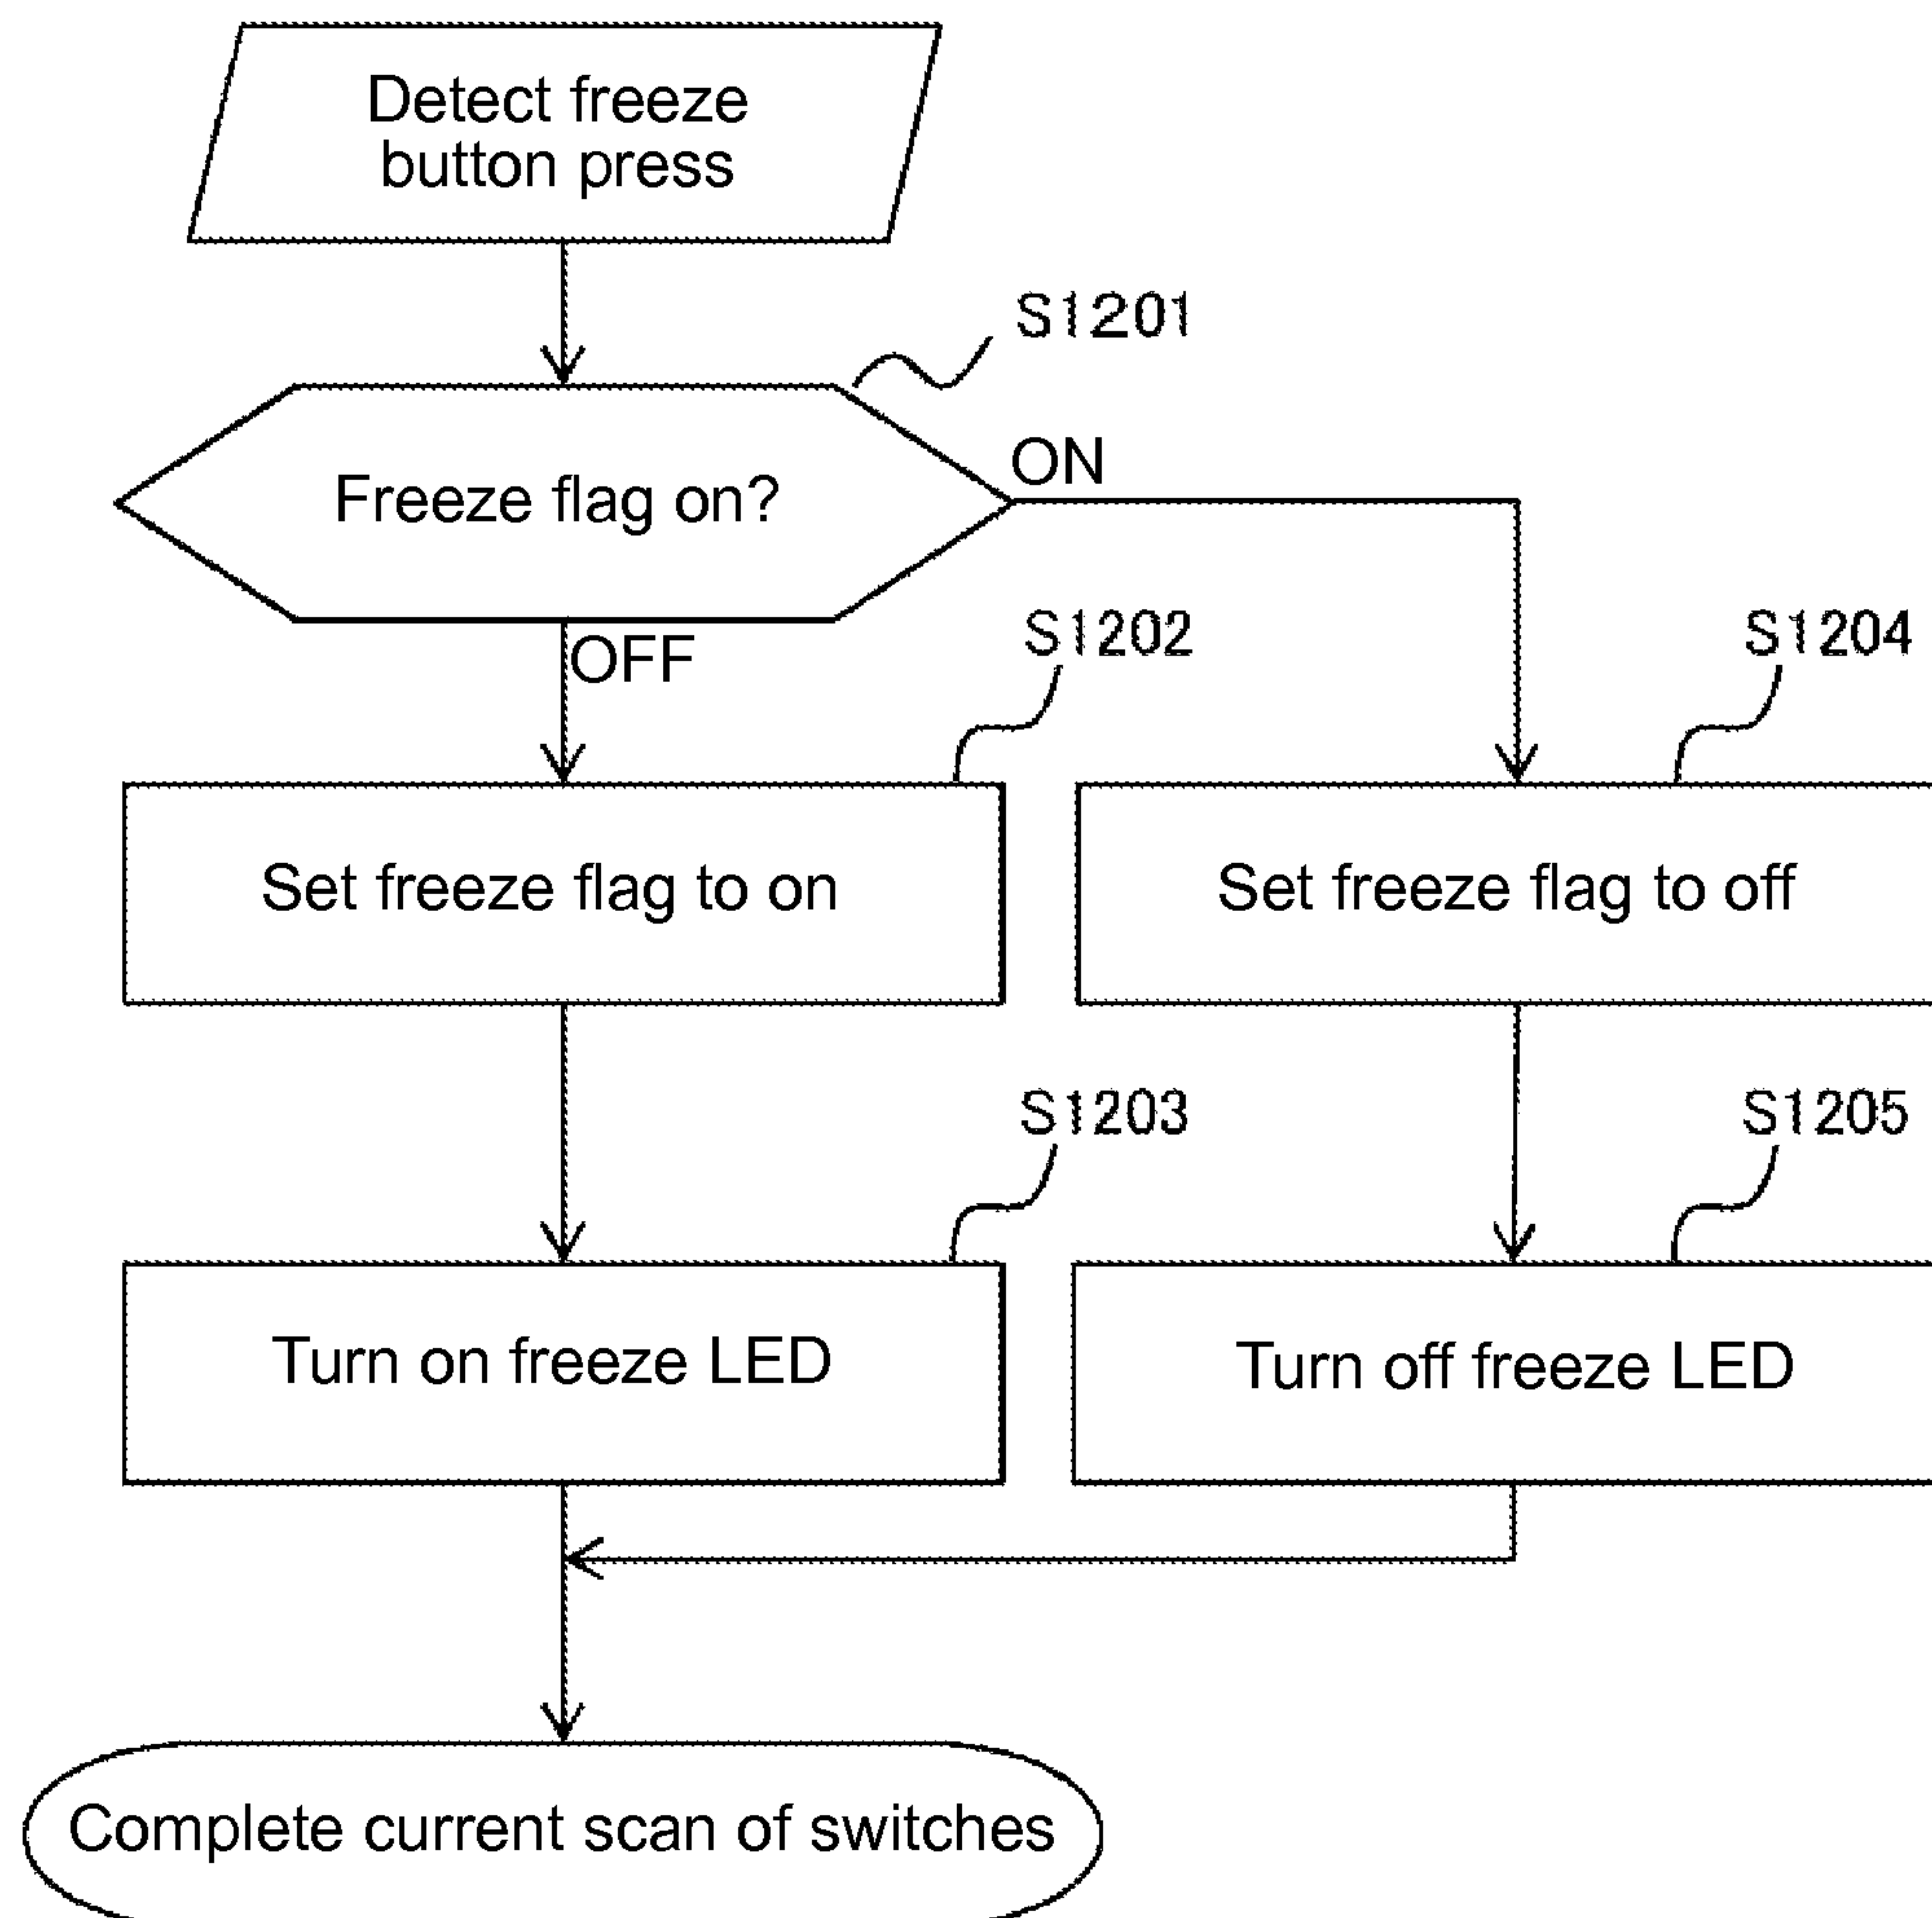 Detect freeze
button press
S1201
ON
Freeze flag on?
OFF
S1202
S1204
Set freeze flag to on
Set freeze flag to off
S1203
S1205
Turn on freeze LED
Turn off freeze LED
Complete current scan of switches